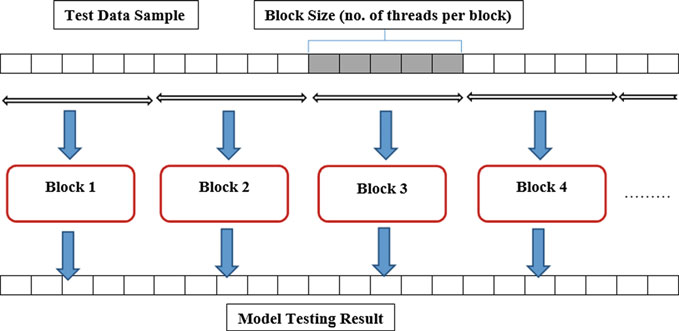 Test Data Sample
Block Size (no. of threads per block)
Block 1
Block 2
Block 3
Block 4
.........
Model Testing Result